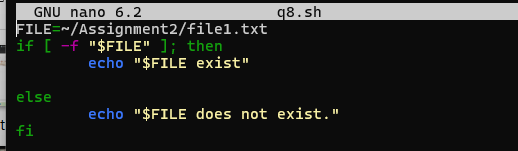 GNU nano 6.2 q8.sh
FILE=~/Assignment2/file1.txt
if [ -f "$FILE" ]; then
echo "$FILE exist"
else
echo "$FILE does not exist."
fi